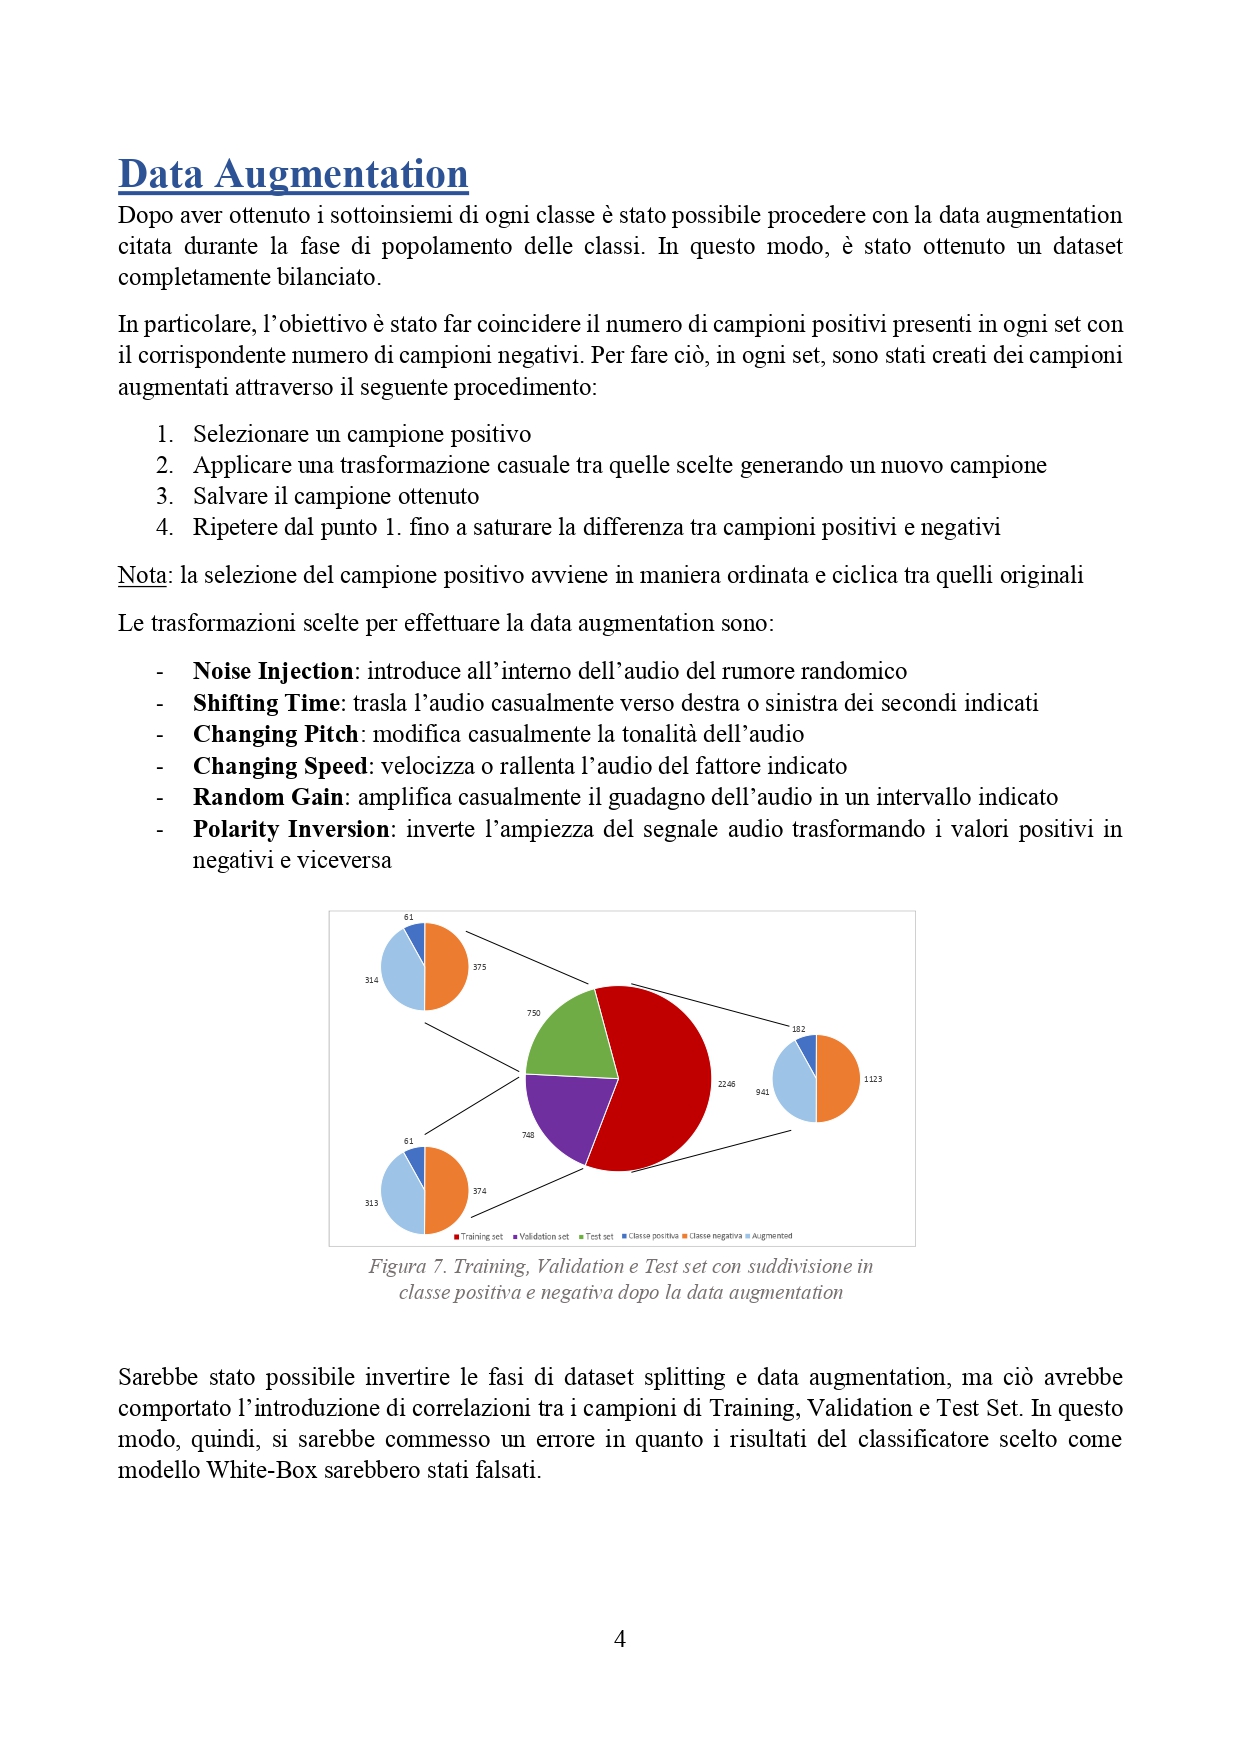 Data Augmentation
Dopo aver ottenuto i sottoinsiemi di ogni classe è stato possibile procedere con la data augmentation
citata durante la fase di popolamento delle classi. In questo modo, è stato ottenuto un dataset
completamente bilanciato.
In particolare, l’obiettivo è stato far coincidere il numero di campioni positivi presenti in ogni set con
il corrispondente numero di campioni negativi. Per fare ciò, in ogni set, sono stati creati dei campioni
augmentati attraverso il seguente procedimento:
1. Selezionare un campione positivo
2. Applicare una trasformazione casuale tra quelle scelte generando un nuovo campione
3. Salvare il campione ottenuto
4. Ripetere dal punto 1. fino a saturare la differenza tra campioni positivi e negativi
Nota: la selezione del campione positivo avviene in maniera ordinata e ciclica tra quelli originali
Le trasformazioni scelte per effettuare la data augmentation sono:
- Noise Injection: introduce all’interno dell’audio del rumore randomico
- Shifting Time: trasla l’audio casualmente verso destra o sinistra dei secondi indicati
- Changing Pitch: modifica casualmente la tonalità dell’audio
- Changing Speed: velocizza o rallenta l’audio del fattore indicato
- Random Gain: amplifica casualmente il guadagno dell’audio in un intervallo indicato
- Polarity Inversion: inverte l’ampiezza del segnale audio trasformando i valori positivi in
negativi e viceversa
61
375
314
750
182
2246
1123
941
748
61
374
313
Training set Validation set Test set Classe positiva Classe negativa Augmented
Figura 7. Training, Validation e Test set con suddivisione in
classe positiva e negativa dopo la data augmentation
Sarebbe stato possibile invertire le fasi di dataset splitting e data augmentation, ma ciò avrebbe
comportato l’introduzione di correlazioni tra i campioni di Training, Validation e Test Set. In questo
modo, quindi, si sarebbe commesso un errore in quanto i risultati del classificatore scelto come
modello White-Box sarebbero stati falsati.
4